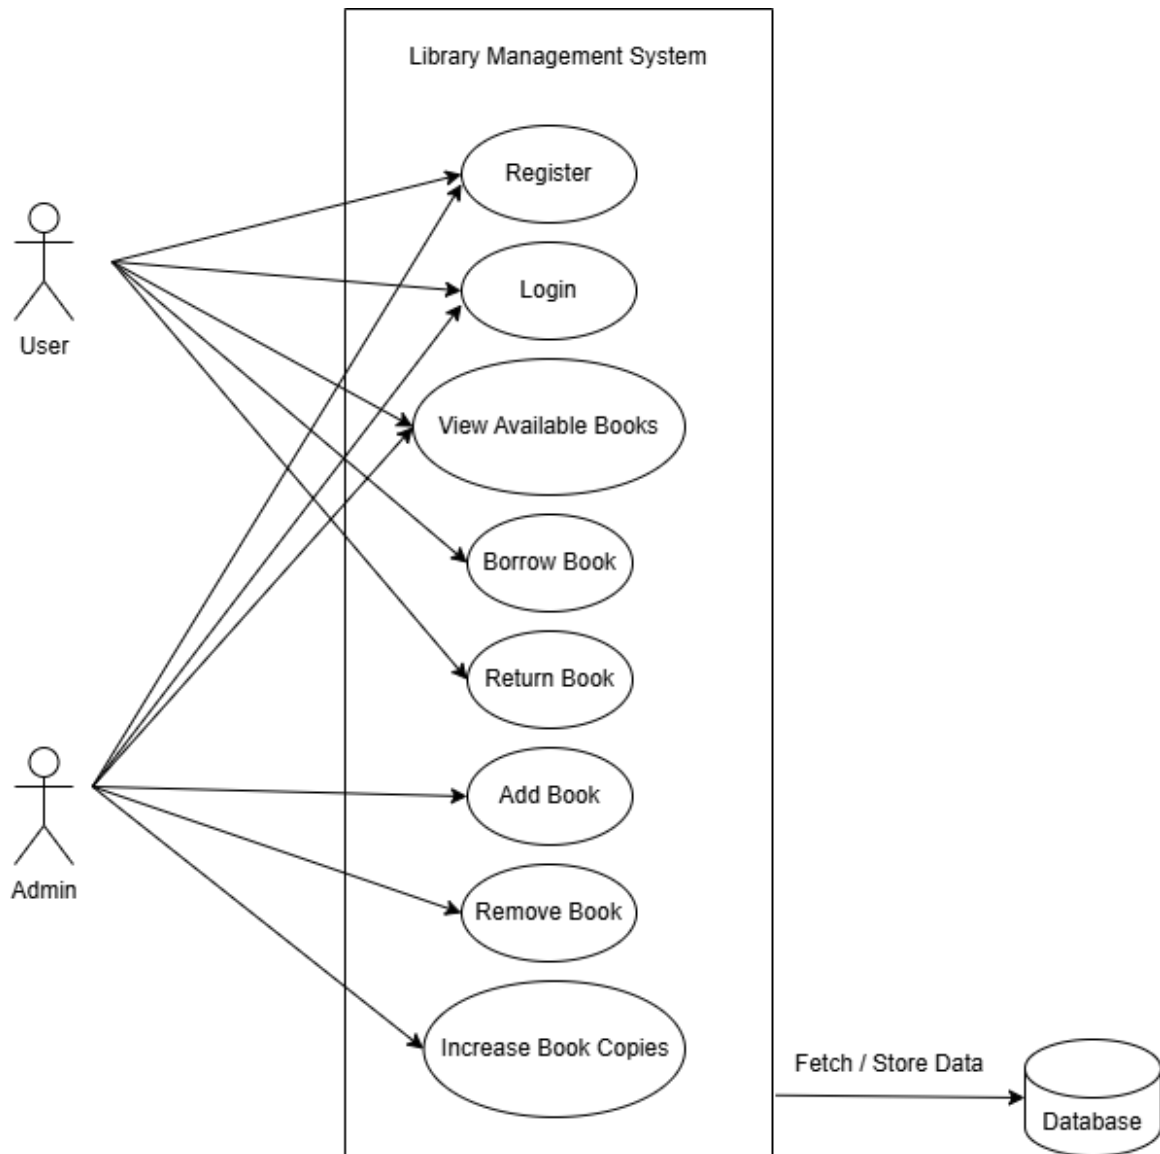 Library Management System
Register
Login
User
View Available Books
Borrow Book
Return Book
Add Book
Admin
Remove Book
Increase Book Copies
Fetch / Store Data
Database